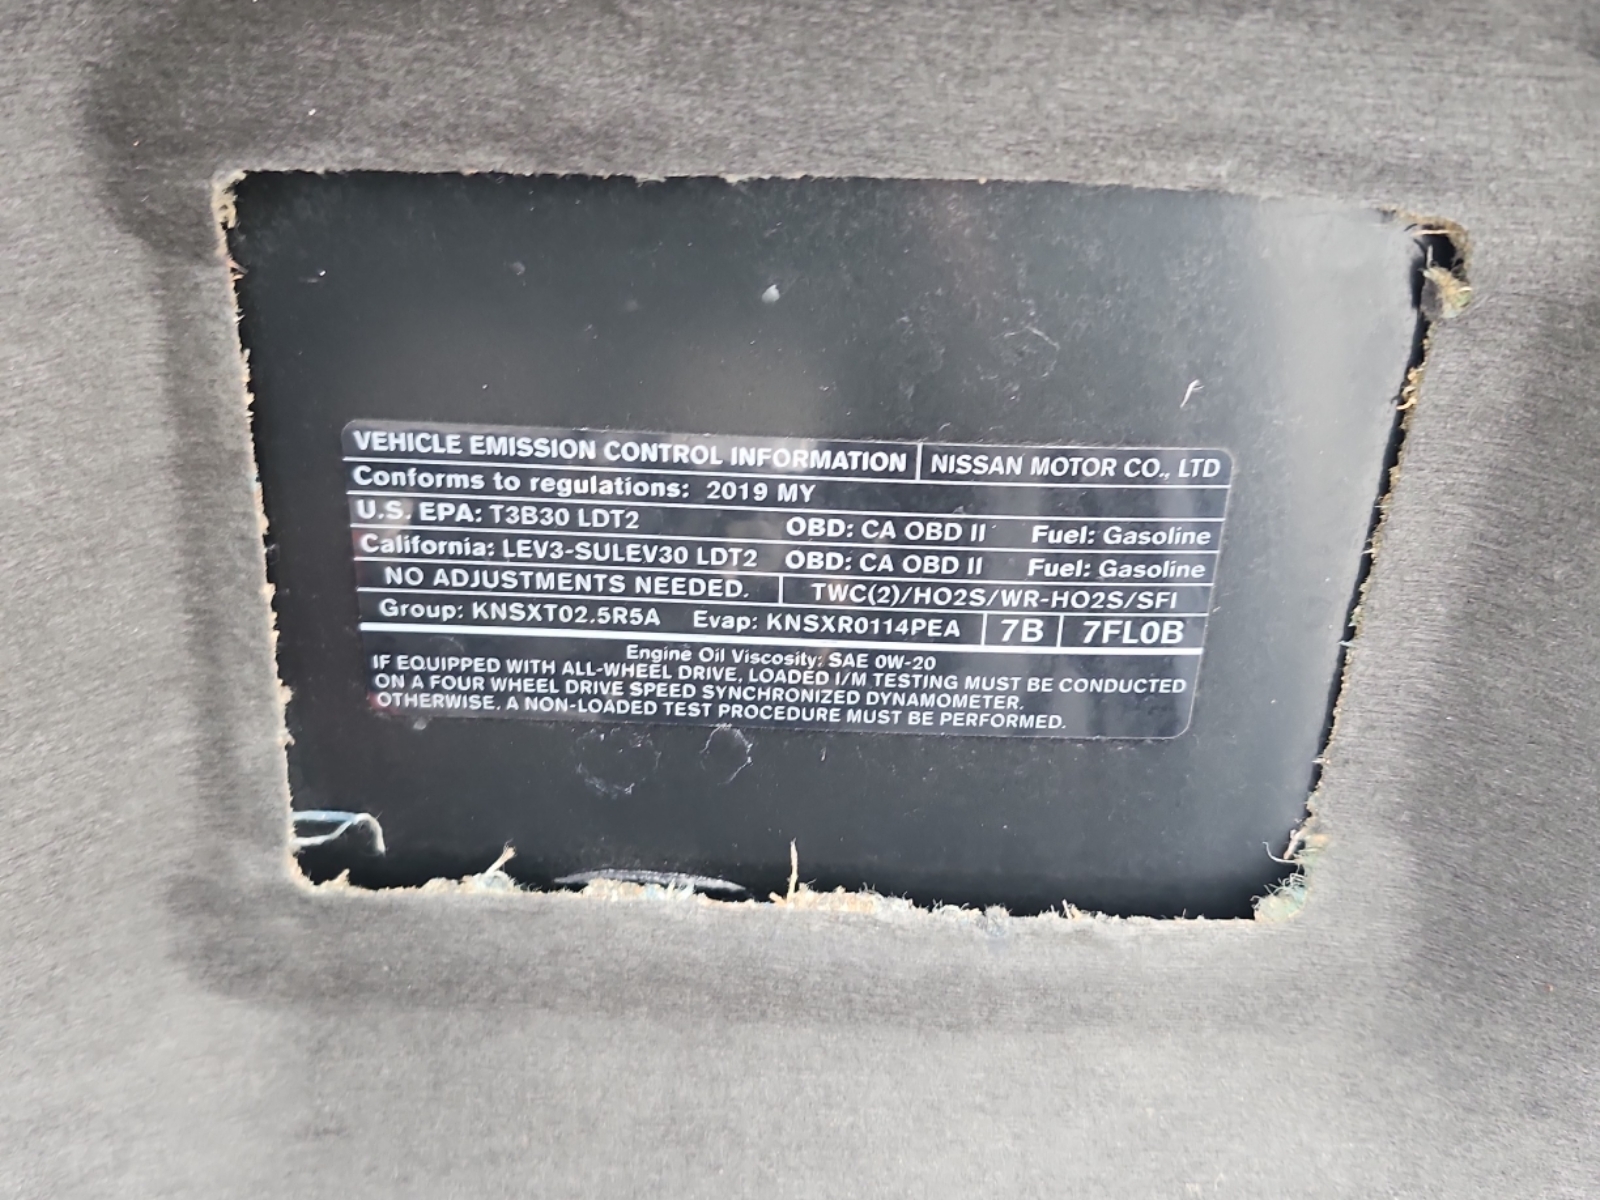 VEHICLE EMISSION CONTROL INFORMATION NISSAN MOTOR CO., LTD
Conforms to regulations: 2019 MY
U.S. EPA: T3B30 LDT2 OBD: CA OBD II Fuel: Gasoline
California: LEV3-SULEV30 LDT2 OBD: CA OBD II Fuel: Gasoline
NO ADJUSTMENTS NEEDED. TWC(2)/HO2S/WR-HO2S/SFI
Group: KNSXT02.5R5A Evap: KNSXR0114PEA 7B 7FL0B
Engine Oil Viscosity: SAE 0W-20
IF EQUIPPED WITH ALL-WHEEL DRIVE, LOADED I/M TESTING MUST BE CONDUCTED
ON A FOUR WHEEL DRIVE SPEED SYNCHRONIZED DYNAMOMETER.
OTHERWISE, A NON-LOADED TEST PROCEDURE MUST BE PERFORMED.